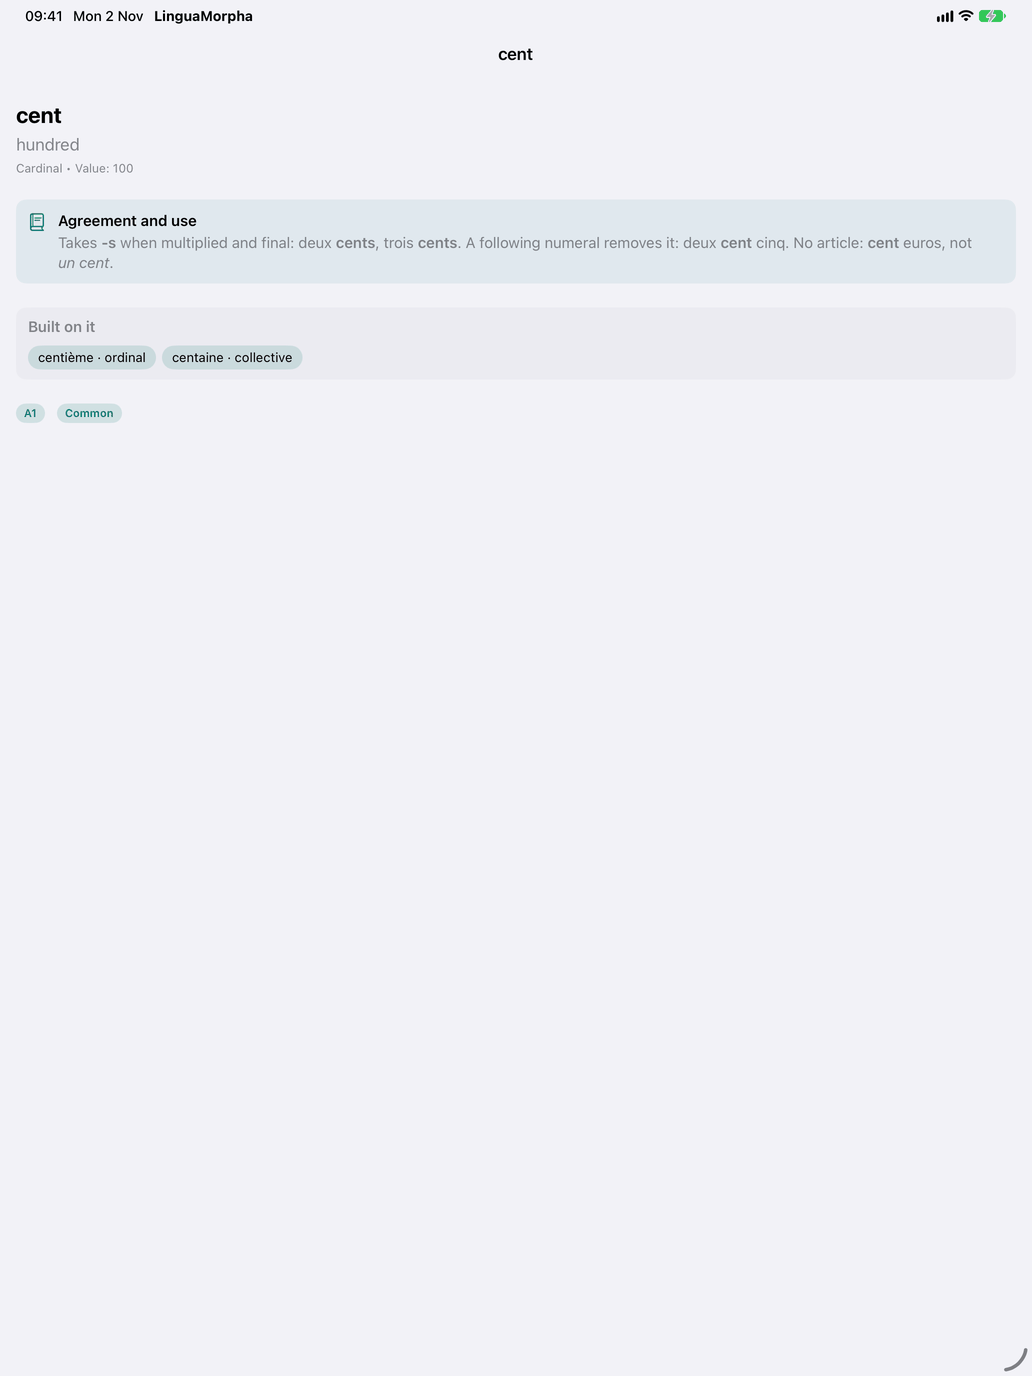 09:41 Mon 2 Nov LinguaMorpha
cent
cent
hundred
Cardinal • Value: 100
Agreement and use
Takes -s when multiplied and final: deux cents, trois cents. A following numeral removes it: deux cent cinq. No article: cent euros, not
un cent.
Built on it
centième · ordinal centaine · collective
A1 Common